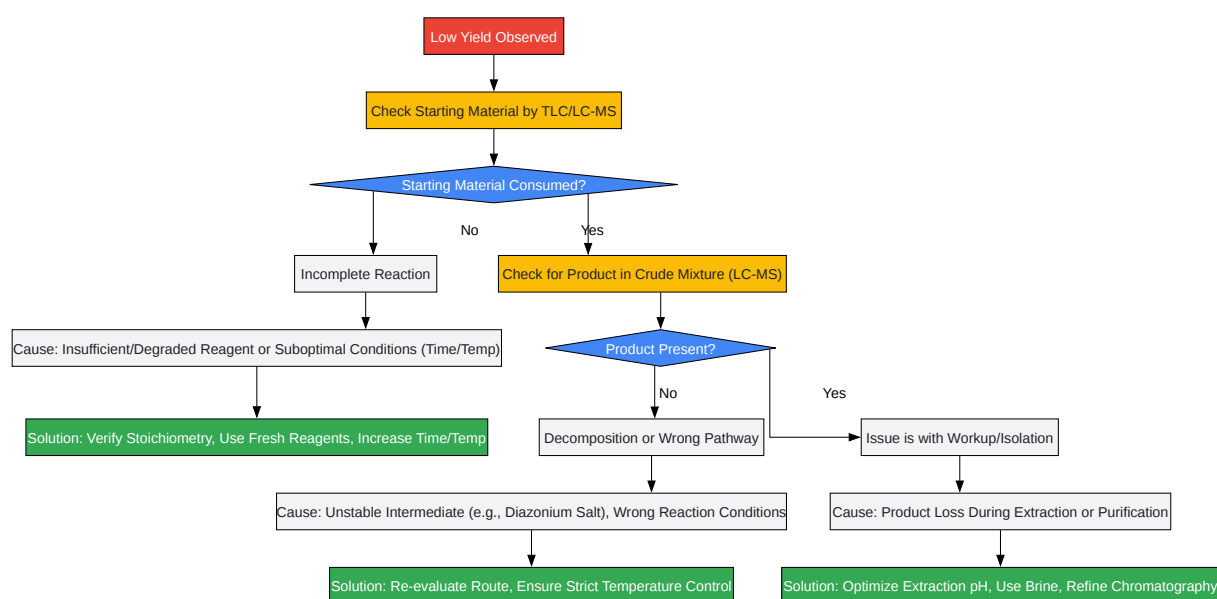 Low Yield Observed
Check Starting Material by TLC/LC-MS
Starting Material Consumed?
No
Yes
Incomplete Reaction
Check for Product in Crude Mixture (LC-MS)
Cause: Insufficient/Degraded Reagent or Suboptimal Conditions (Time/Temp)
Product Present?
No
Yes
Solution: Verify Stoichiometry, Use Fresh Reagents, Increase Time/Temp
Decomposition or Wrong Pathway
Issue is with Workup/Isolation
Cause: Unstable Intermediate (e.g., Diazonium Salt), Wrong Reaction Conditions
Cause: Product Loss During Extraction or Purification
Solution: Re-evaluate Route, Ensure Strict Temperature Control
Solution: Optimize Extraction pH, Use Brine, Refine Chromatography